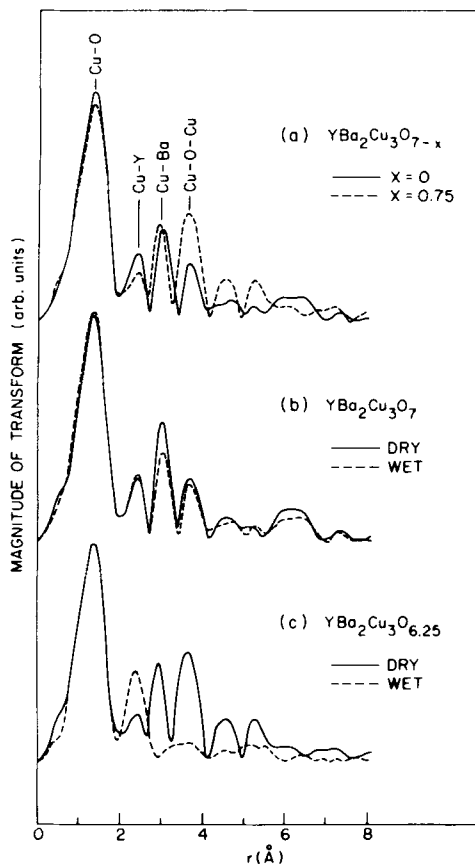 Cu-O
Cu-Y
Cu-Ba
Cu-O-Cu
(a) YBa₂Cu₃O₇₋ₓ
X = 0
X = 0.75
(b) YBa₂Cu₃O₇
DRY
WET
(c) YBa₂Cu₃O₆.₂₅
DRY
WET
MAGNITUDE OF TRANSFORM (arb. units)
0 2 4 6 8
r(Å)